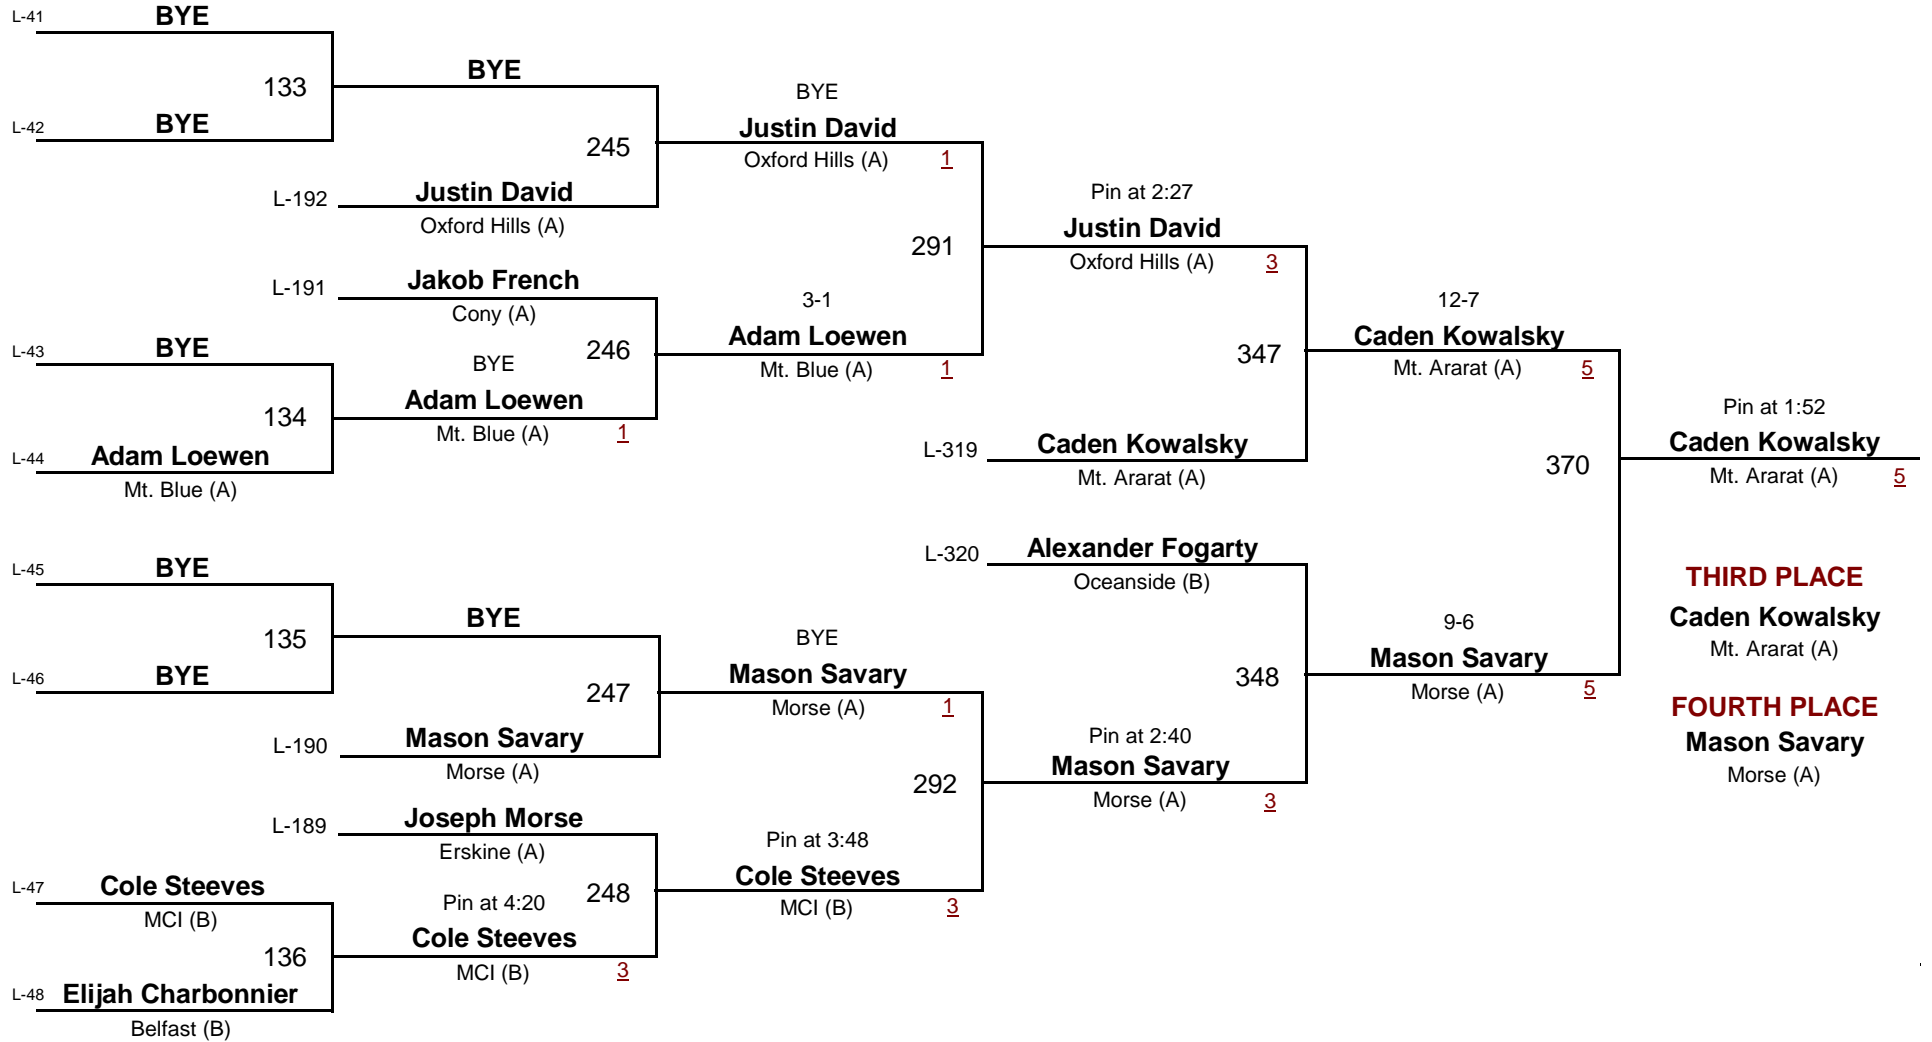 L-41 BYE
133
L-42 BYE
BYE
245
L-192 Justin David
Oxford Hills (A)
BYE
Justin David
Oxford Hills (A) 1
L-191 Jakob French
Cony (A)
246
L-43 BYE
134
L-44 Adam Loewen
Mt. Blue (A)
BYE
Adam Loewen
Mt. Blue (A) 1
3-1
Adam Loewen
Mt. Blue (A) 1
291
Pin at 2:27
Justin David
Oxford Hills (A) 3
347
L-319 Caden Kowalsky
Mt. Ararat (A)
12-7
Caden Kowalsky
Mt. Ararat (A) 5
370
Pin at 1:52
Caden Kowalsky
Mt. Ararat (A) 5
L-45 BYE
135
L-46 BYE
BYE
247
L-190 Mason Savary
Morse (A)
BYE
Mason Savary
Morse (A) 1
L-189 Joseph Morse
Erskine (A)
248
L-47 Cole Steeves
MCI (B)
136
L-48 Elijah Charbonnier
Belfast (B)
Pin at 4:20
Cole Steeves
MCI (B) 3
Pin at 3:48
Cole Steeves
MCI (B) 3
292
L-320 Alexander Fogarty
Oceanside (B)
348
Pin at 2:40
Mason Savary
Morse (A) 3
9-6
Mason Savary
Morse (A) 5
THIRD PLACE
Caden Kowalsky
Mt. Ararat (A)
FOURTH PLACE
Mason Savary
Morse (A)